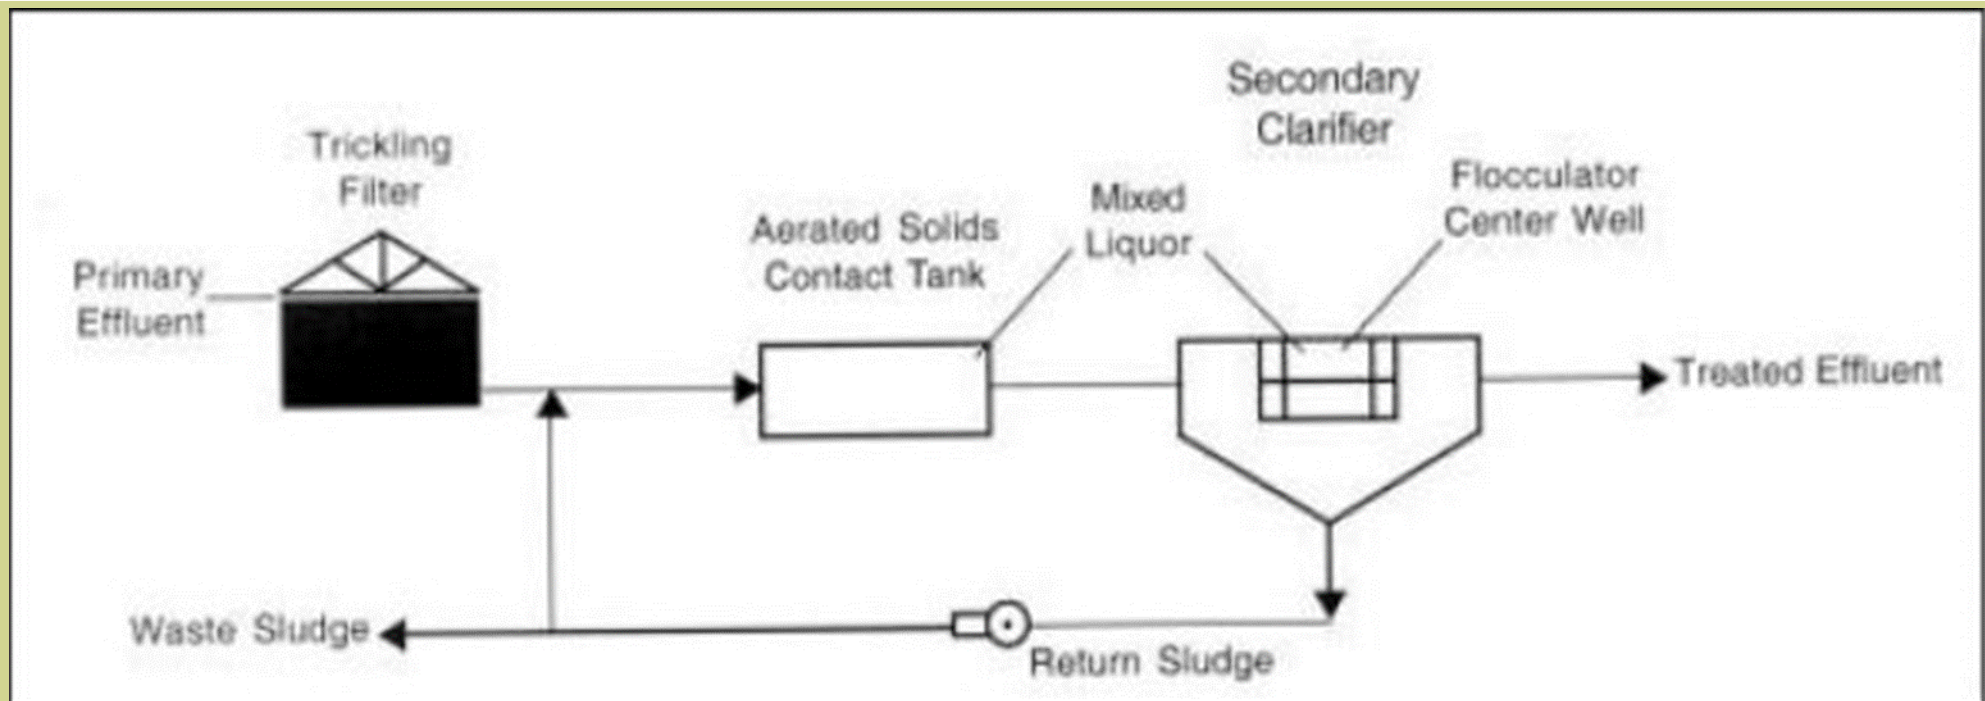 Secondary
Clarifier
Trickling
Filter
Flocculator
Center Well
Mixed
Liquor
Aerated Solids
Contact Tank
Primary
Effluent
Treated Effluent
Waste Sludge
Return Sludge